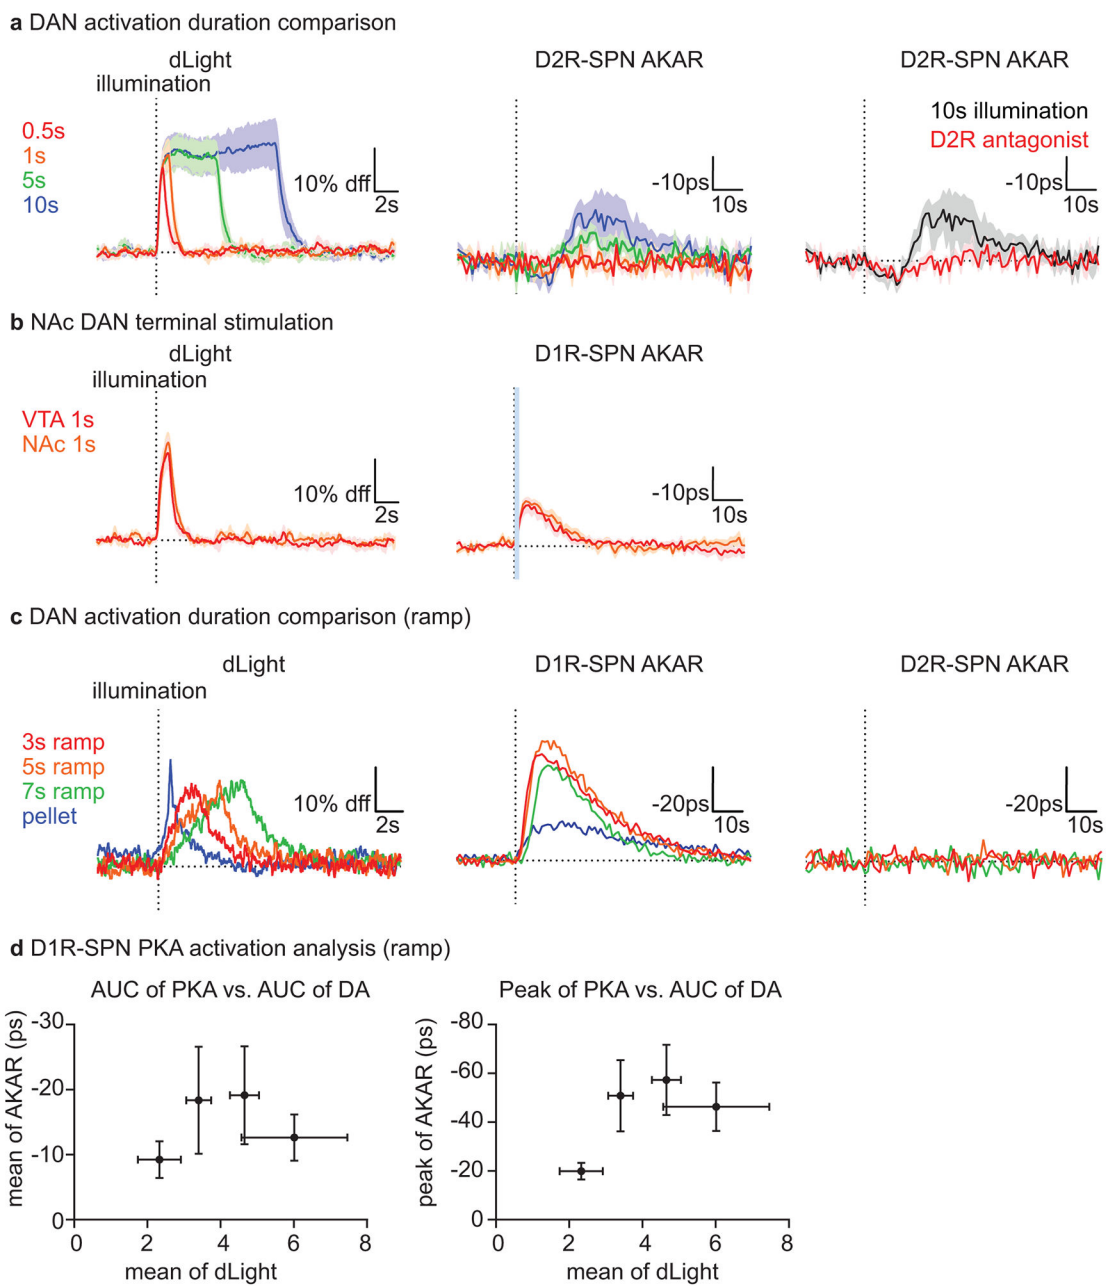 a DAN activation duration comparison
dLight
illumination
0.5s
1s
5s
10s
10% dff
2s
D2R-SPN AKAR
-10ps
10s
D2R-SPN AKAR
10s illumination
D2R antagonist
-10ps
10s
b NAc DAN terminal stimulation
dLight
illumination
VTA 1s
NAc 1s
10% dff
2s
D1R-SPN AKAR
-10ps
10s
c DAN activation duration comparison (ramp)
dLight
illumination
3s ramp
5s ramp
7s ramp
pellet
10% dff
2s
D1R-SPN AKAR
-20ps
10s
D2R-SPN AKAR
-20ps
10s
d D1R-SPN PKA activation analysis (ramp)
AUC of PKA vs. AUC of DA
mean of AKAR (ps)
-30
-20
-10
0
0 2 4 6 8
mean of dLight
Peak of PKA vs. AUC of DA
peak of AKAR (ps)
-80
-60
-40
-20
0
0 2 4 6 8
mean of dLight